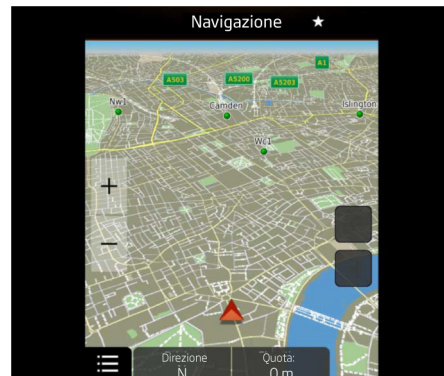 Navigazione
A1
A503 A5200 A5203
Nw1 Camden Islington
Wc1
+
−
Direzione Quota:
N 0 m